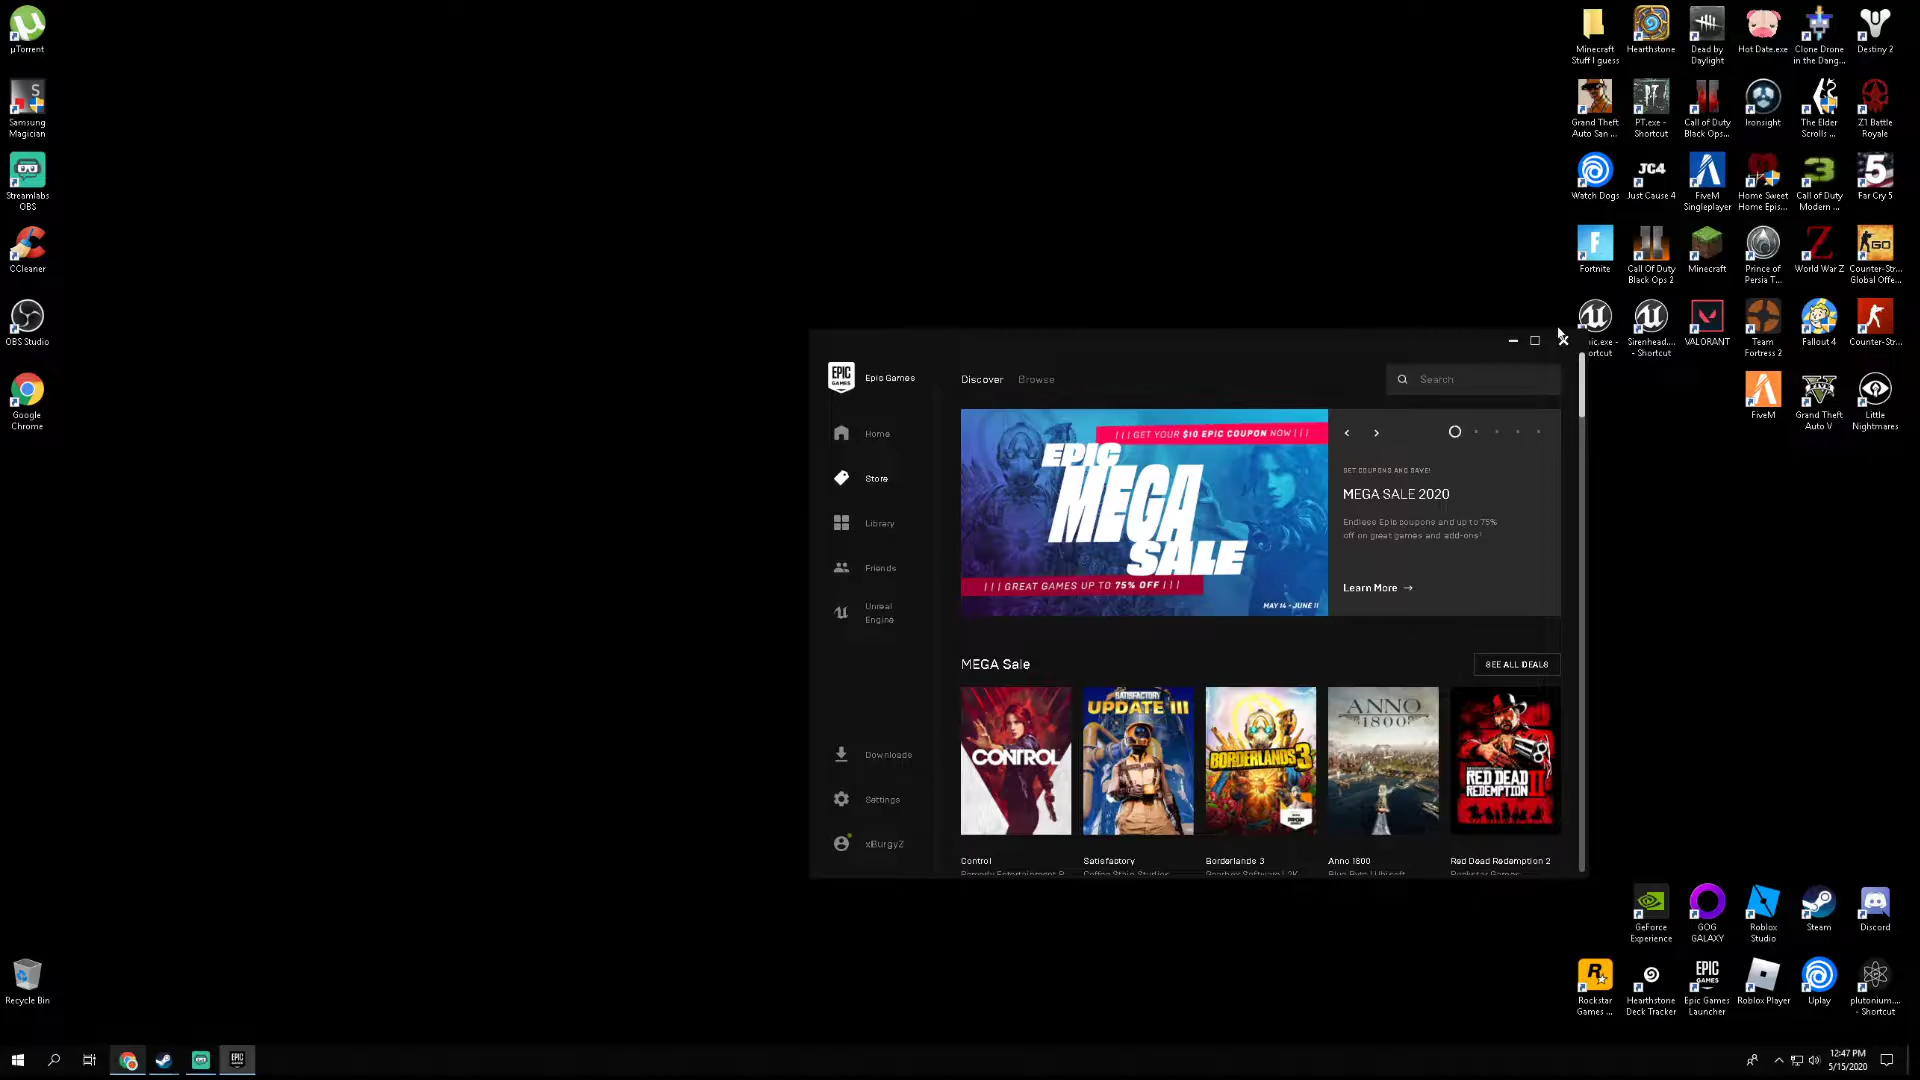 µTorrent
Samsung
Magician
Streamlabs
OBS
CCleaner
OBS Studio
Google
Chrome
Recycle Bin
Minecraft
Stuff I guess
Hearthstone
Dead by
Daylight
Hot Date.exe
Clone Drone
in the Dang...
Destiny 2
Grand Theft
Auto San ...
PT.exe -
Shortcut
Call of Duty
Black Ops...
Ironsight
The Elder
Scrolls ...
Z1 Battle
Royale
Watch Dogs
JC4
Just Cause 4
FiveM
Singleplayer
Home Sweet
Home Epis...
3
Call of Duty
Modern ...
5
Far Cry 5
Fortnite
Call Of Duty
Black Ops 2
Minecraft
Prince of
Persia T...
World War Z
GO
Counter-Str...
Global Offe...
ortcut
Sirenhead....
- Shortcut
VALORANT
Team
Fortress 2
Fallout 4
Counter-Str...
FiveM
Grand Theft
Auto V
Little
Nightmares
EPIC
GAMES
Epic Games
Discover
Browse
Search
Home
Store
Library
Friends
Unreal
Engine
Downloads
Settings
xBurgyZ
||| GET YOUR $10 EPIC COUPON NOW |||
EPIC
MEGA
SALE
||| GREAT GAMES UP TO 75% OFF |||
MAY 14 - JUNE 11
GET COUPONS AND SAVE!
MEGA SALE 2020
Endless Epic coupons and up to 75%
off on great games and add-ons!
Learn More →
MEGA Sale
SEE ALL DEALS
CONTROL
SATISFACTORY
UPDATE III
BORDERLANDS 3
ANNO
1800
RED DEAD
REDEMPTION II
Control
Satisfactory
Borderlands 3
Anno 1800
Red Dead Redemption 2
Remedy Entertainment
Coffee Stain Studios
Gearbox Software | 2K
Blue Byte | Ubisoft
Rockstar Games
GeForce
Experience
GOG
GALAXY
Roblox
Studio
Steam
Discord
Rockstar
Games ...
Hearthstone
Deck Tracker
EPIC
GAMES
Epic Games
Launcher
Roblox Player
Uplay
plutonium....
- Shortcut
12:47 PM
5/15/2020